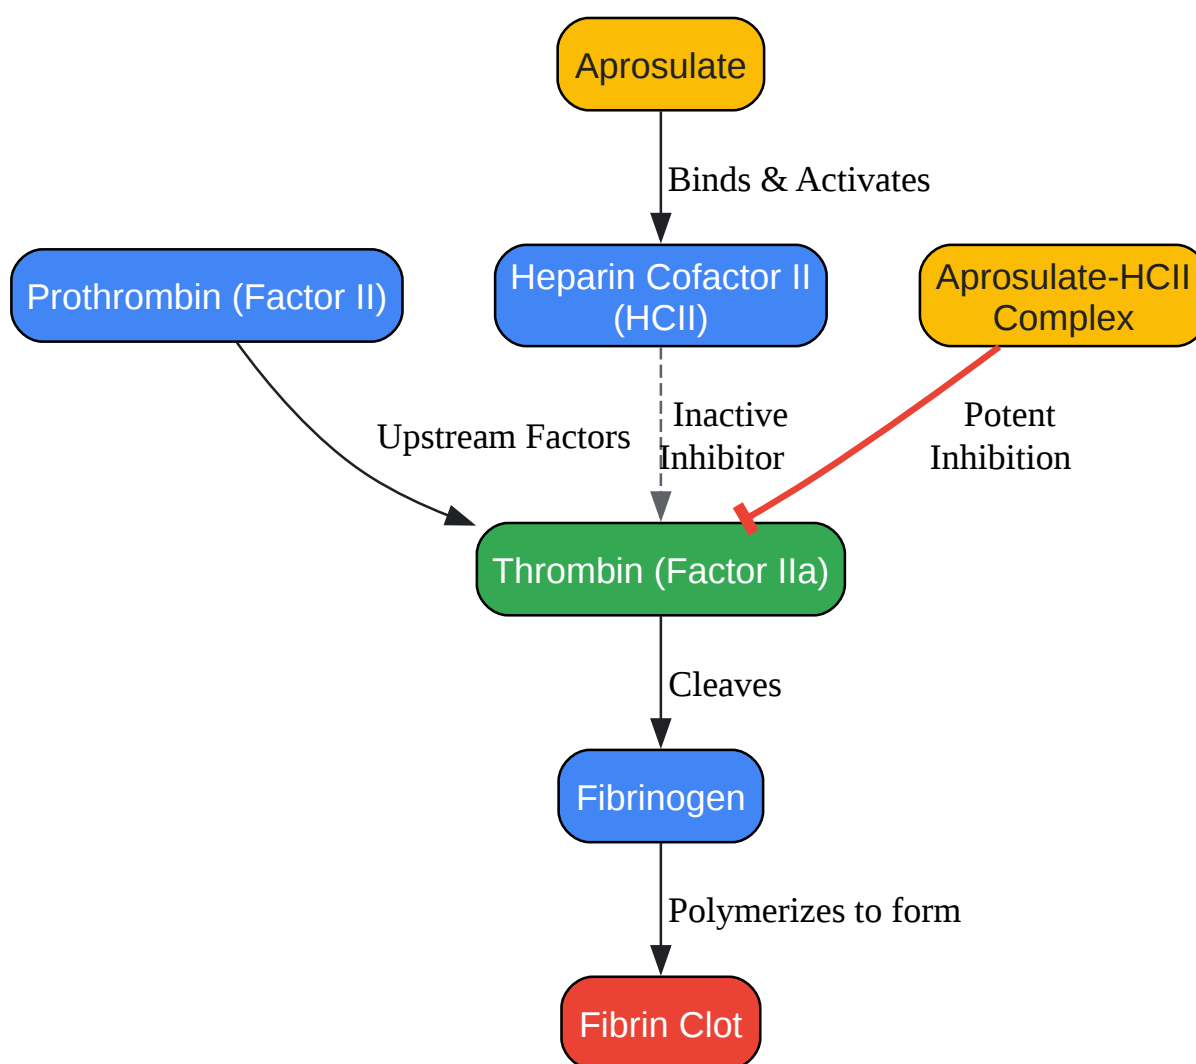 Aprosulate
Binds & Activates
Prothrombin (Factor II)
Heparin Cofactor II
(HCII)
Aprosulate-HCII
Complex
Upstream Factors
Inactive
Inhibitor
Potent
Inhibition
Thrombin (Factor IIa)
Cleaves
Fibrinogen
Polymerizes to form
Fibrin Clot